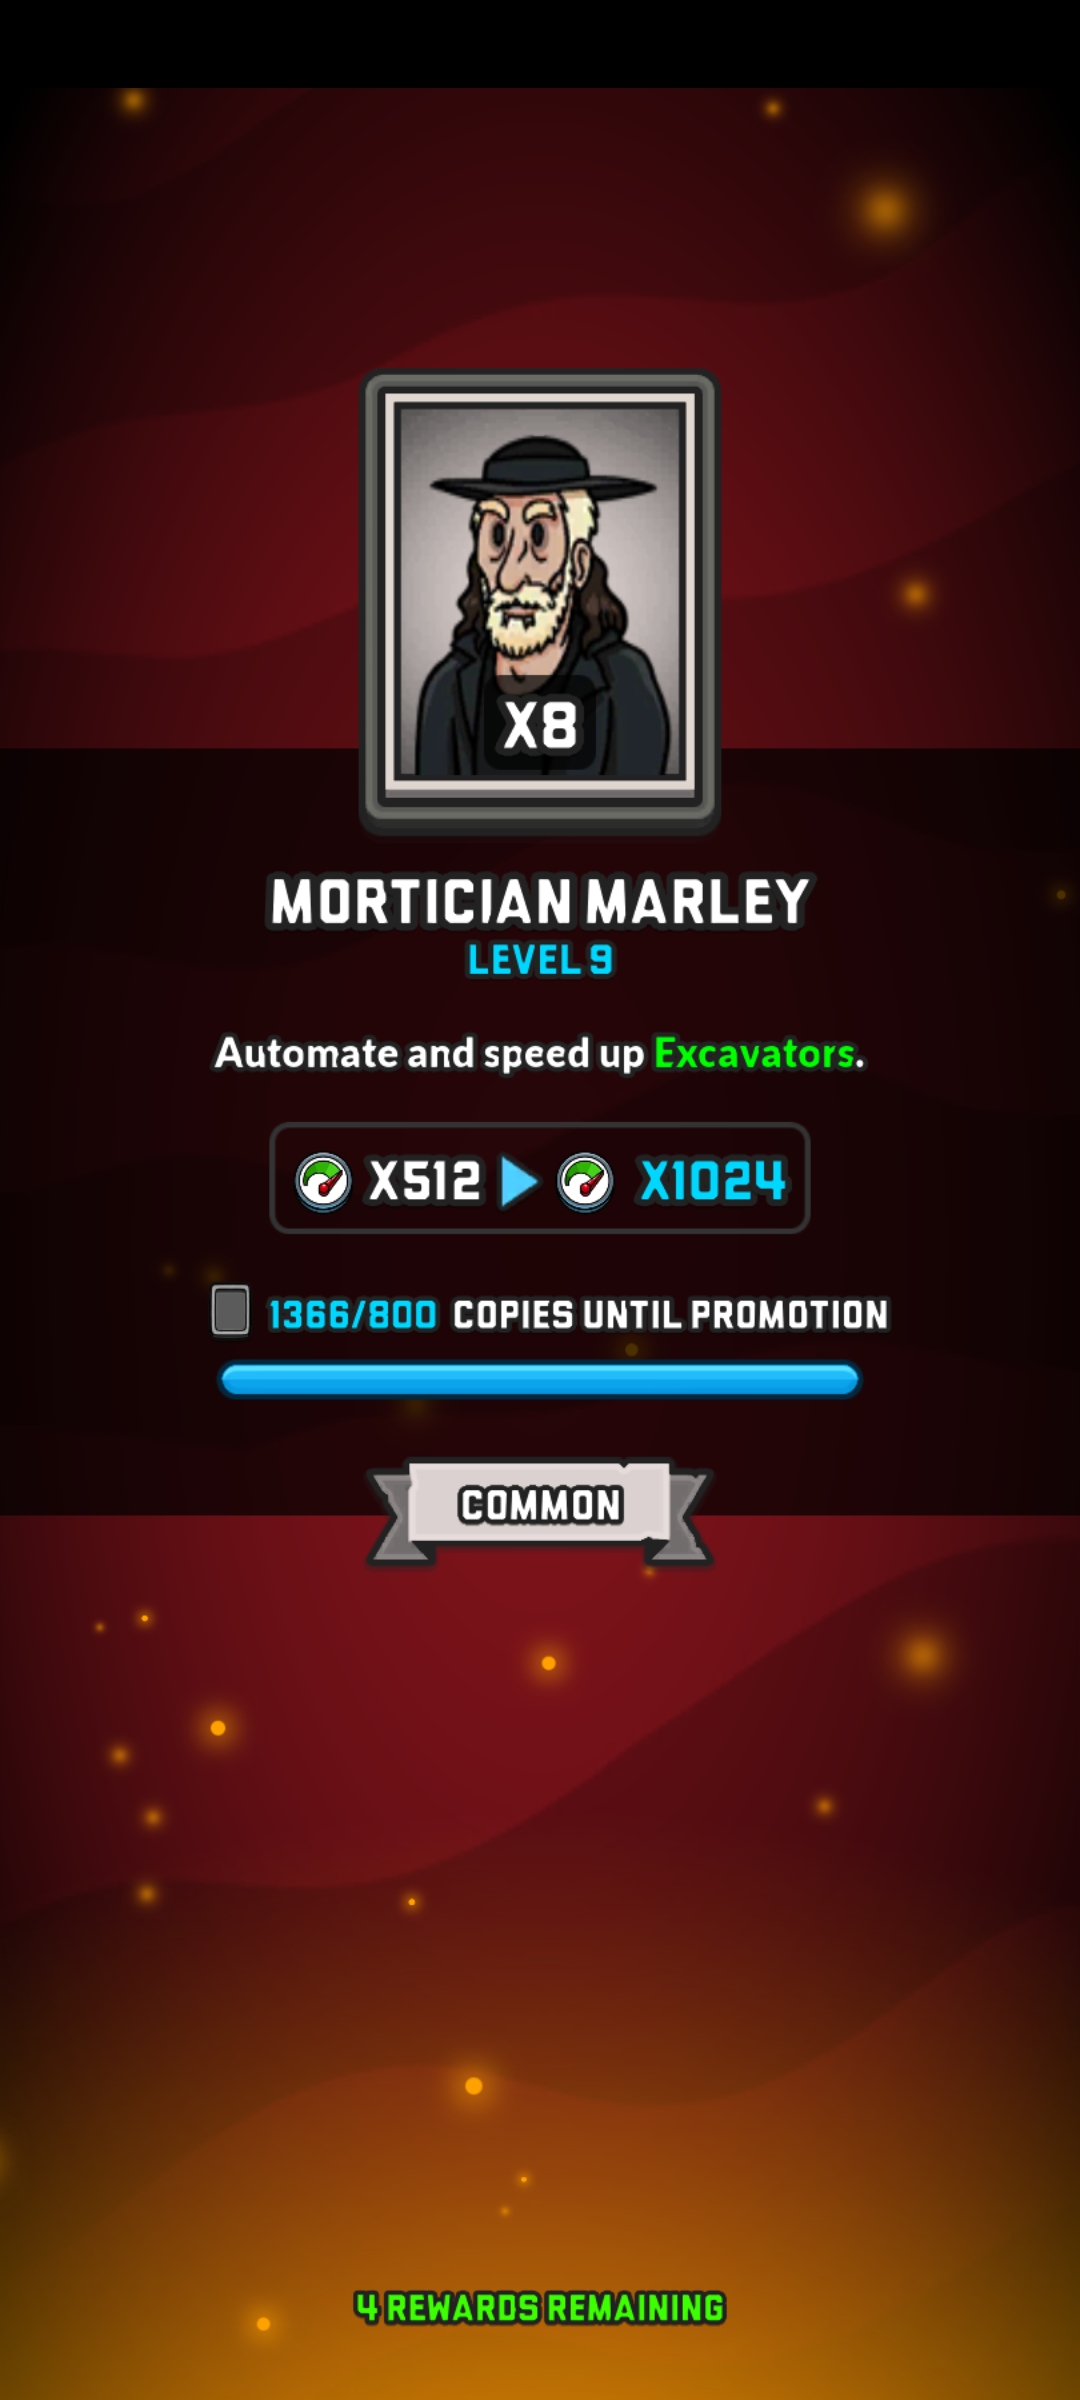 X8
MORTICIAN MARLEY
LEVEL 9
Automate and speed up Excavators.
X512 X1024
1366/800 COPIES UNTIL PROMOTION
COMMON
4 REWARDS REMAINING